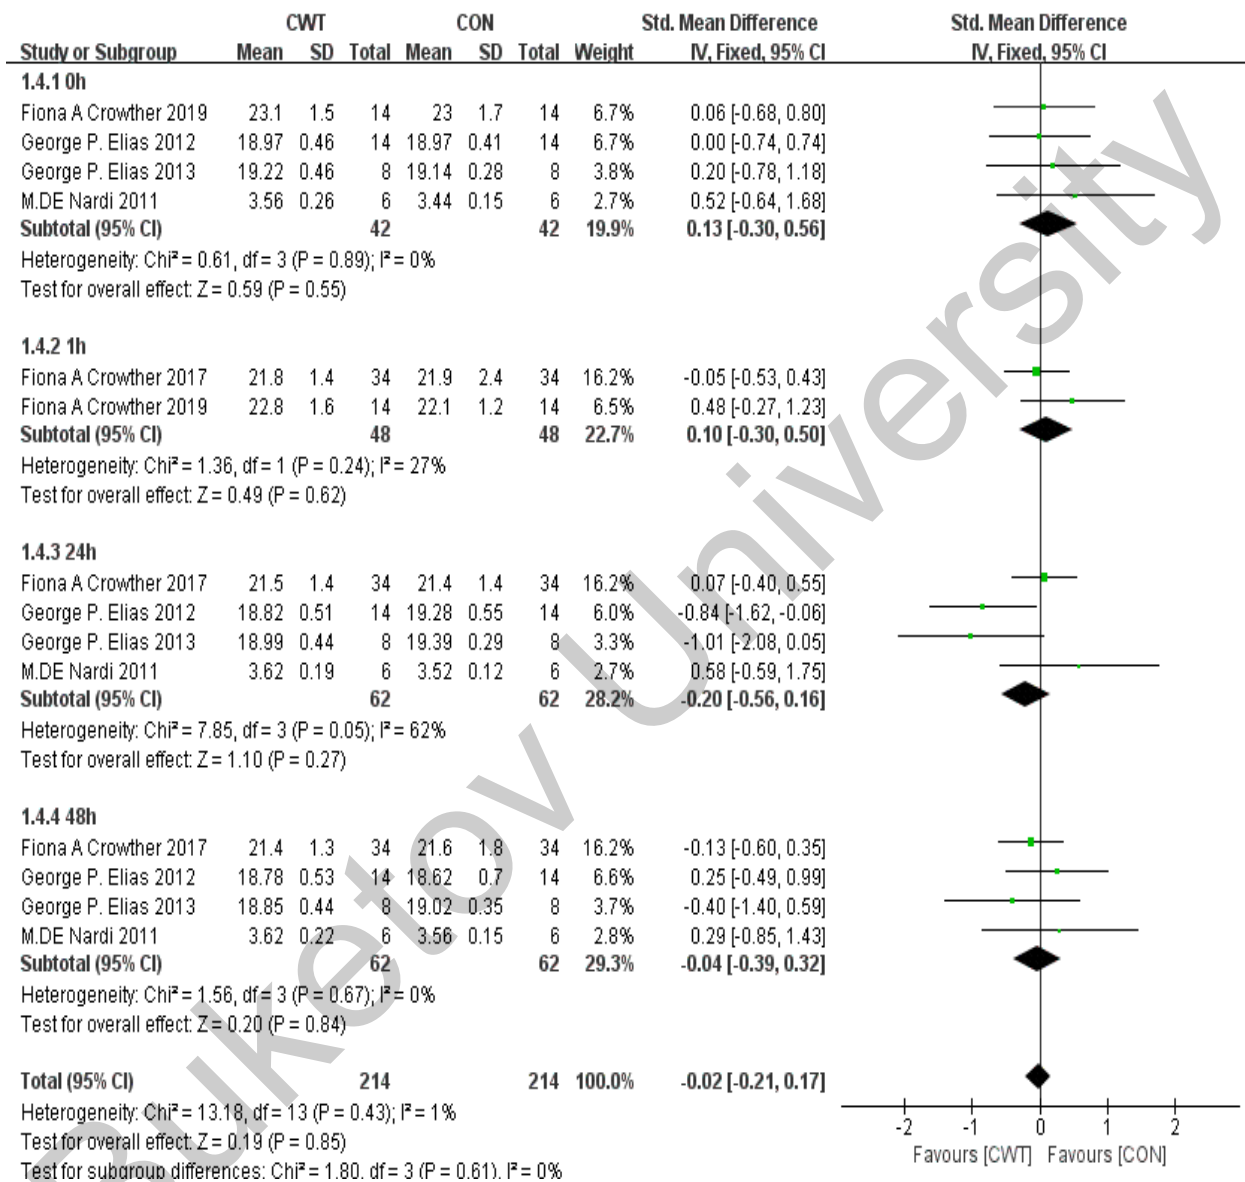 CWT CON Std. Mean Difference Std. Mean Difference
Study or Subgroup Mean SD Total Mean SD Total Weight IV, Fixed, 95% CI IV, Fixed, 95% CI
1.4.1 0h
Fiona A Crowther 2019 23.1 1.5 14 23 1.7 14 6.7% 0.06 [-0.68, 0.80]
George P. Elias 2012 18.97 0.46 14 18.97 0.41 14 6.7% 0.00 [-0.74, 0.74]
George P. Elias 2013 19.22 0.46 8 19.14 0.28 8 3.8% 0.20 [-0.78, 1.18]
M.DE Nardi 2011 3.56 0.26 6 3.44 0.15 6 2.7% 0.52 [-0.64, 1.68]
Subtotal (95% CI) 42 42 19.9% 0.13 [-0.30, 0.56]
Heterogeneity: Chi² = 0.61, df = 3 (P = 0.89); I² = 0%
Test for overall effect: Z = 0.59 (P = 0.55)
1.4.2 1h
Fiona A Crowther 2017 21.8 1.4 34 21.9 2.4 34 16.2% -0.05 [-0.53, 0.43]
Fiona A Crowther 2019 22.8 1.6 14 22.1 1.2 14 6.5% 0.48 [-0.27, 1.23]
Subtotal (95% CI) 48 48 22.7% 0.10 [-0.30, 0.50]
Heterogeneity: Chi² = 1.36, df = 1 (P = 0.24); I² = 27%
Test for overall effect: Z = 0.49 (P = 0.62)
1.4.3 24h
Fiona A Crowther 2017 21.5 1.4 34 21.4 1.4 34 16.2% 0.07 [-0.40, 0.55]
George P. Elias 2012 18.82 0.51 14 19.28 0.55 14 6.0% -0.84 [-1.62, -0.06]
George P. Elias 2013 18.99 0.44 8 19.39 0.29 8 3.3% -1.01 [-2.08, 0.05]
M.DE Nardi 2011 3.62 0.19 6 3.52 0.12 6 2.7% 0.58 [-0.59, 1.75]
Subtotal (95% CI) 62 62 28.2% -0.20 [-0.56, 0.16]
Heterogeneity: Chi² = 7.85, df = 3 (P = 0.05); I² = 62%
Test for overall effect: Z = 1.10 (P = 0.27)
1.4.4 48h
Fiona A Crowther 2017 21.4 1.3 34 21.6 1.8 34 16.2% -0.13 [-0.60, 0.35]
George P. Elias 2012 18.78 0.53 14 18.62 0.7 14 6.6% 0.25 [-0.49, 0.99]
George P. Elias 2013 18.85 0.44 8 19.02 0.35 8 3.7% -0.40 [-1.40, 0.59]
M.DE Nardi 2011 3.62 0.22 6 3.56 0.15 6 2.8% 0.29 [-0.85, 1.43]
Subtotal (95% CI) 62 62 29.3% -0.04 [-0.39, 0.32]
Heterogeneity: Chi² = 1.56, df = 3 (P = 0.67); I² = 0%
Test for overall effect: Z = 0.20 (P = 0.84)
Total (95% CI) 214 214 100.0% -0.02 [-0.21, 0.17]
Heterogeneity: Chi² = 13.18, df = 13 (P = 0.43); I² = 1%
Test for overall effect: Z = 0.19 (P = 0.85)
Test for subgroup differences: Chi² = 1.80, df = 3 (P = 0.61), I² = 0%
-2 -1 0 1 2
Favours [CWT] Favours [CON]
Buketov University